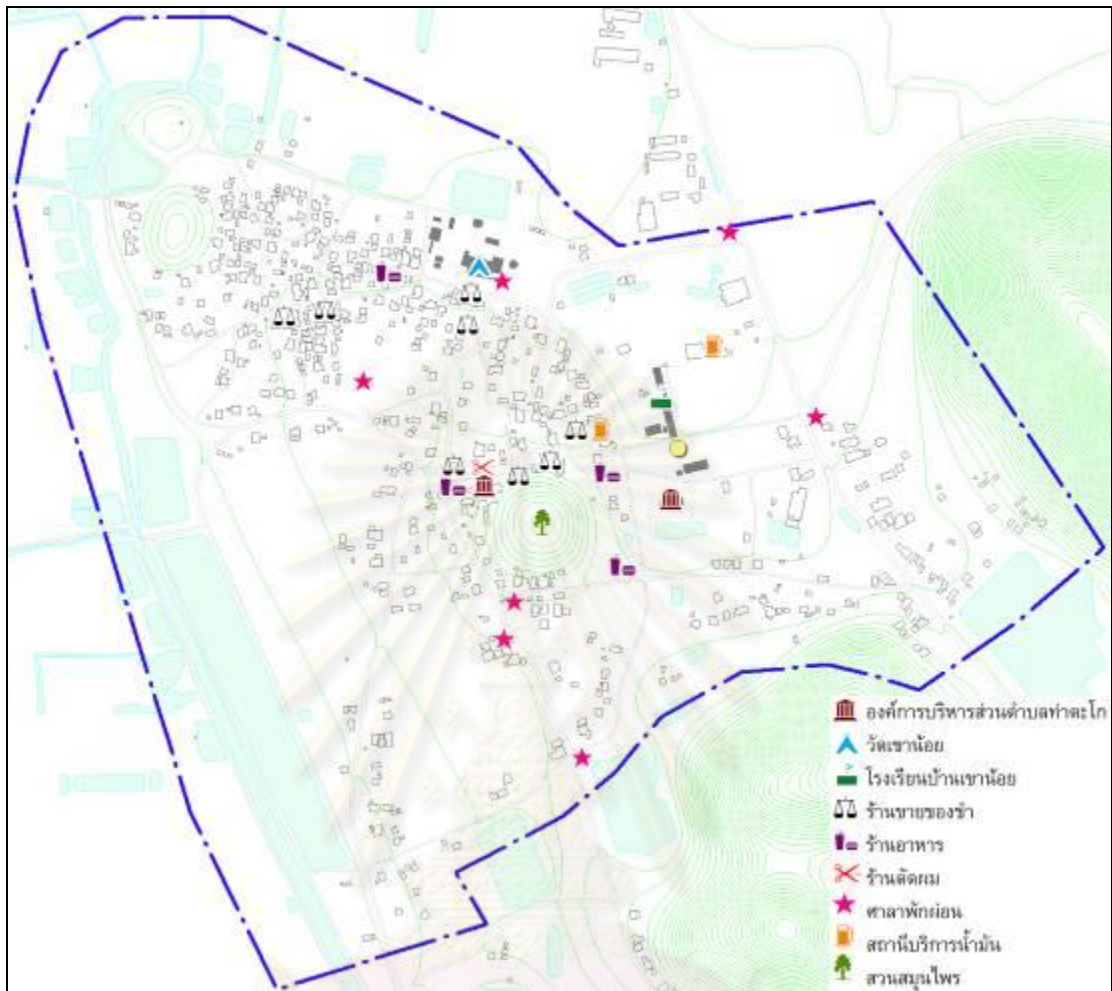 องค์การบริหารส่วนตำบลท่าตะโก
วัดเขาน้อย
โรงเรียนบ้านเขาน้อย
ร้านขายของชำ
ร้านอาหาร
ร้านตัดผม
ศาลาพักผ่อน
สถานีบริการน้ำมัน
สวนสมุนไพร